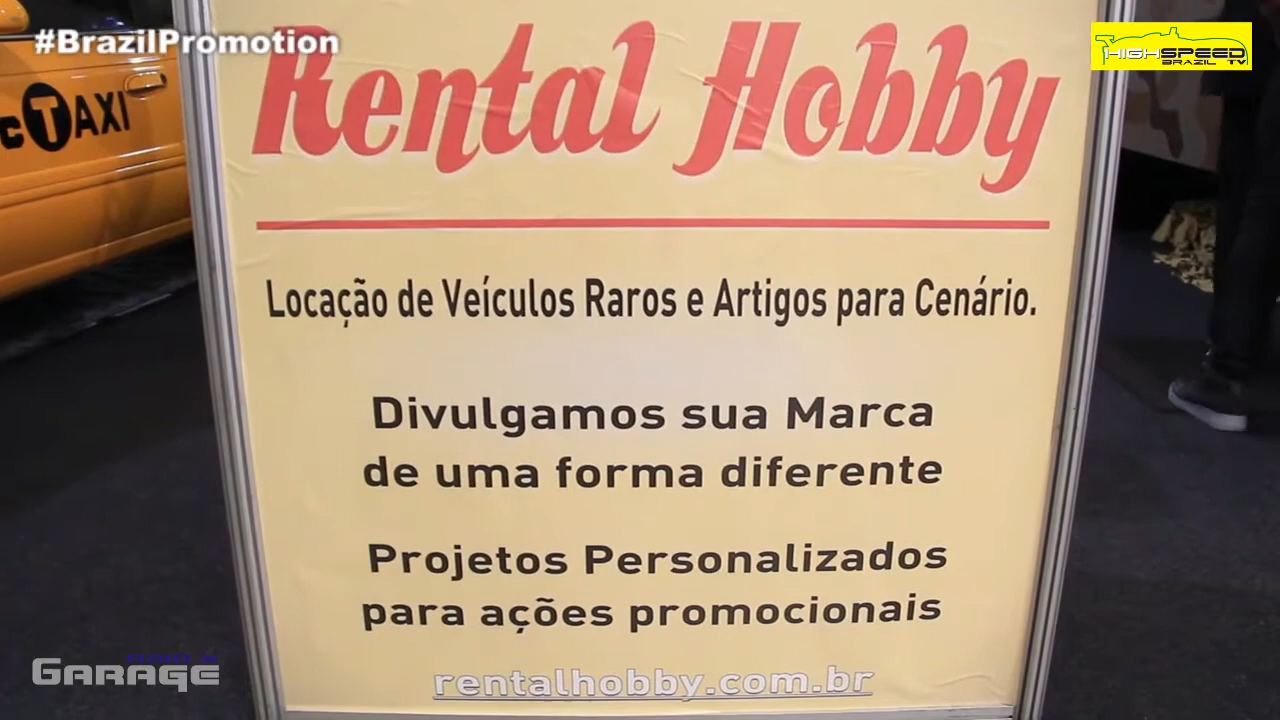 #BrazilPromotion
HIGHSPEED
BRAZIL TV
Rental Hobby
C TAXI
Locação de Veículos Raros e Artigos para Cenário.
Divulgamos sua Marca
de uma forma diferente
Projetos Personalizados
para ações promocionais
rentalhobby.com.br
GARAGE